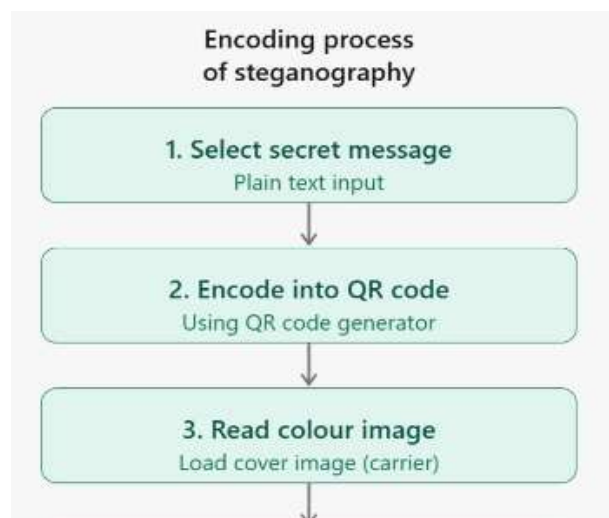 Encoding process
of steganography
1. Select secret message
Plain text input
2. Encode into QR code
Using QR code generator
3. Read colour image
Load cover image (carrier)